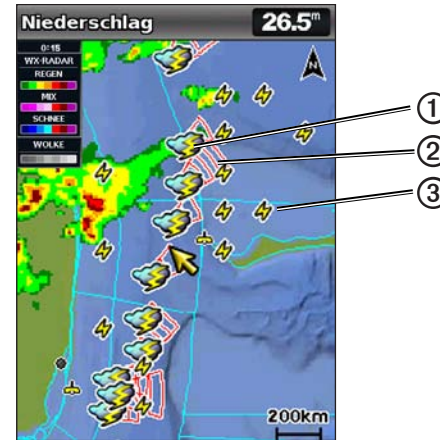 Niederschlag 26.5m
0:15
WX-RADAR
REGEN
MIX
SCHNEE
WOLKE
N
1
2
3
200km